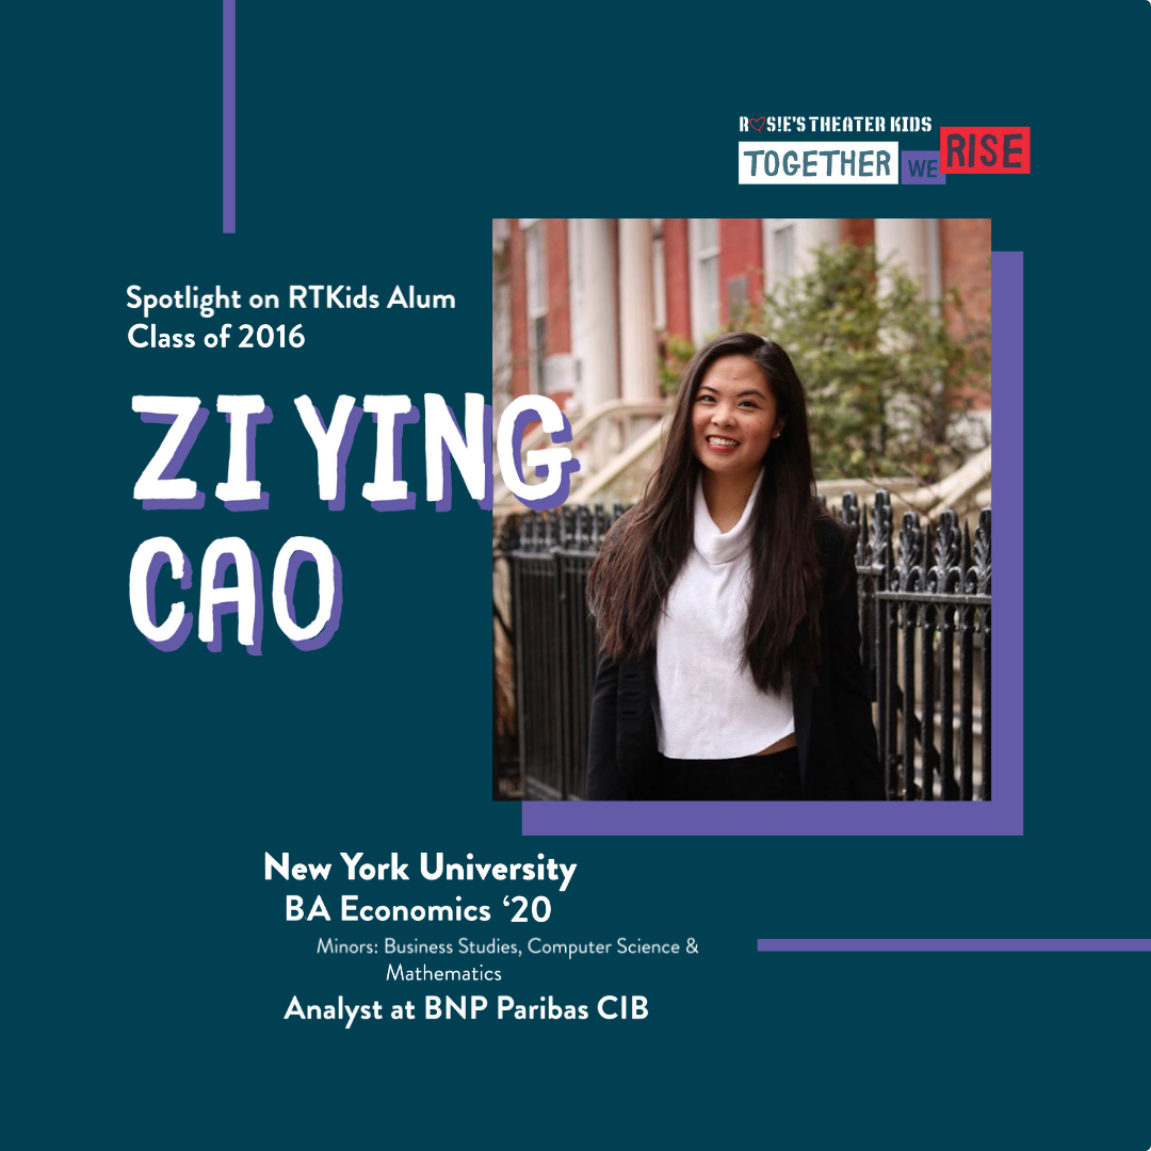 R♡S!E'S THEATER KIDS
TOGETHER WE RISE
Spotlight on RTKids Alum
Class of 2016
ZI YING
CAO
New York University
BA Economics ‘20
Minors: Business Studies, Computer Science &
Mathematics
Analyst at BNP Paribas CIB